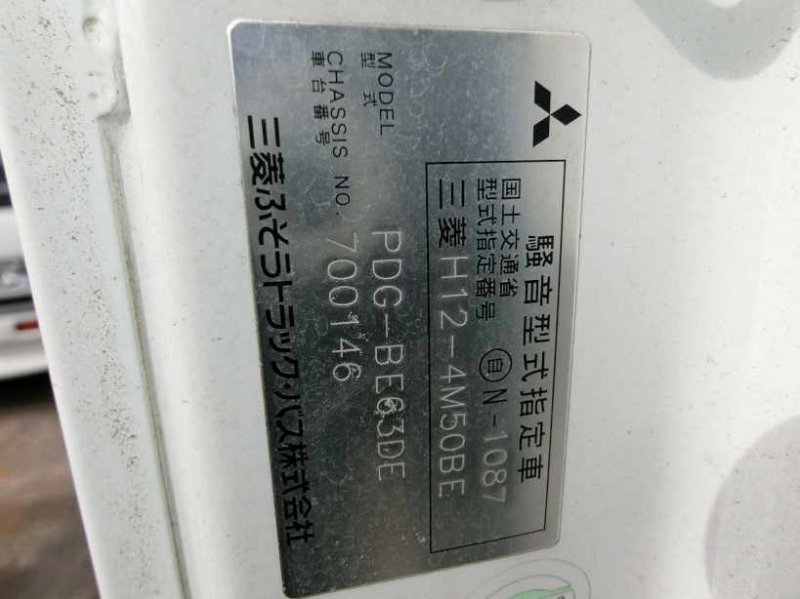 騒音型式指定車
国土交通省
型式指定番号 自 N-1087
三菱H12-4M50BE
MODEL
型式 PDG-BE63DE
CHASSIS NO.
車台番号 700146
三菱ふそうトラック・バス株式会社